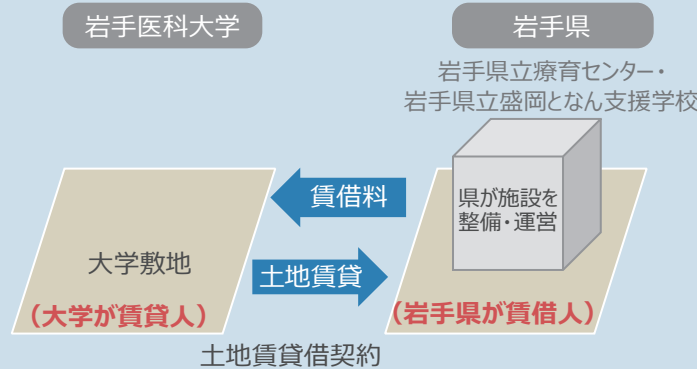 岩手医科大学
岩手県
岩手県立療育センター・
岩手県立盛岡となん支援学校
賃借料
県が施設を
整備・運営
大学敷地
土地賃貸
（大学が賃貸人）
（岩手県が賃借人）
土地賃貸借契約